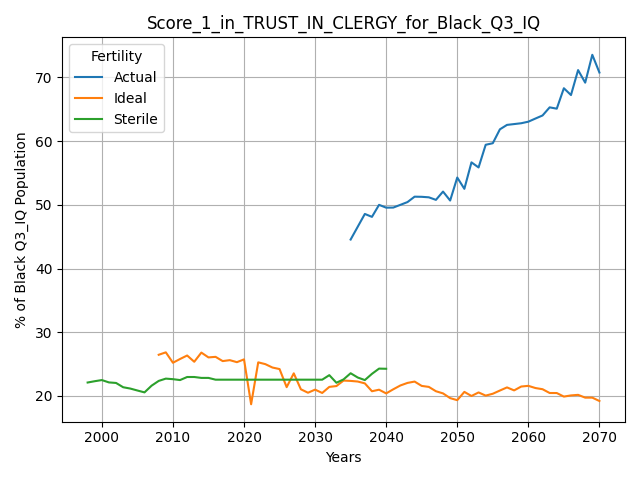 Score_1_in_TRUST_IN_CLERGY_for_Black_Q3_IQ
Fertility
Actual
Ideal
Sterile
% of Black Q3_IQ Population
70
60
50
40
30
20
2000 2010 2020 2030 2040 2050 2060 2070
Years